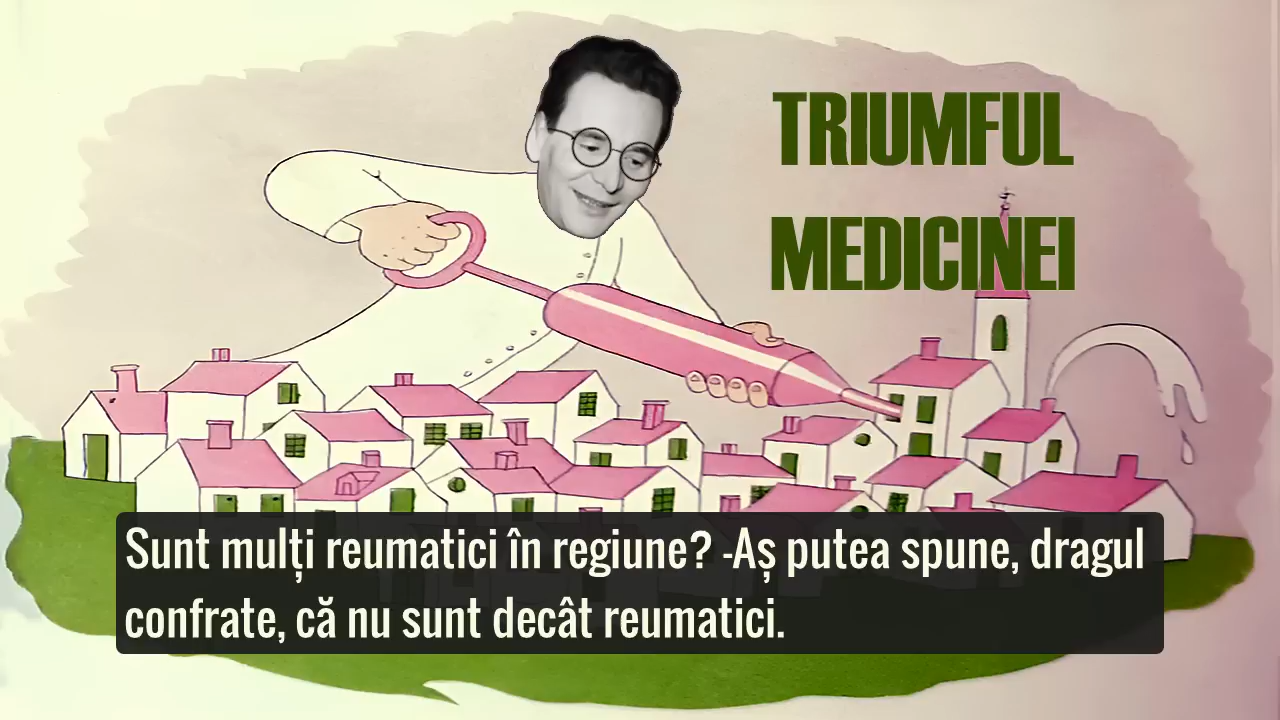 TRIUMFUL
MEDICINEI
Sunt mulți reumatici în regiune? -Aș putea spune, dragul
confrate, că nu sunt decât reumatici.